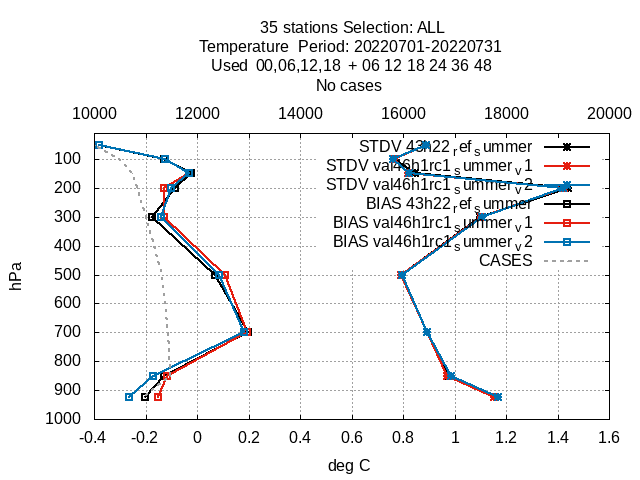 35 stations Selection: ALL
Temperature Period: 20220701-20220731
Used 00,06,12,18 + 06 12 18 24 36 48
No cases
10000 12000 14000 16000 18000 20000
STDV 43h22_ref_summer
STDV val46h1rc1_summer_v1
STDV val46h1rc1_summer_v2
BIAS 43h22_ref_summer
BIAS val46h1rc1_summer_v1
BIAS val46h1rc1_summer_v2
CASES
100
200
300
400
500
600
700
800
900
1000
hPa
-0.4 -0.2 0 0.2 0.4 0.6 0.8 1 1.2 1.4 1.6
deg C